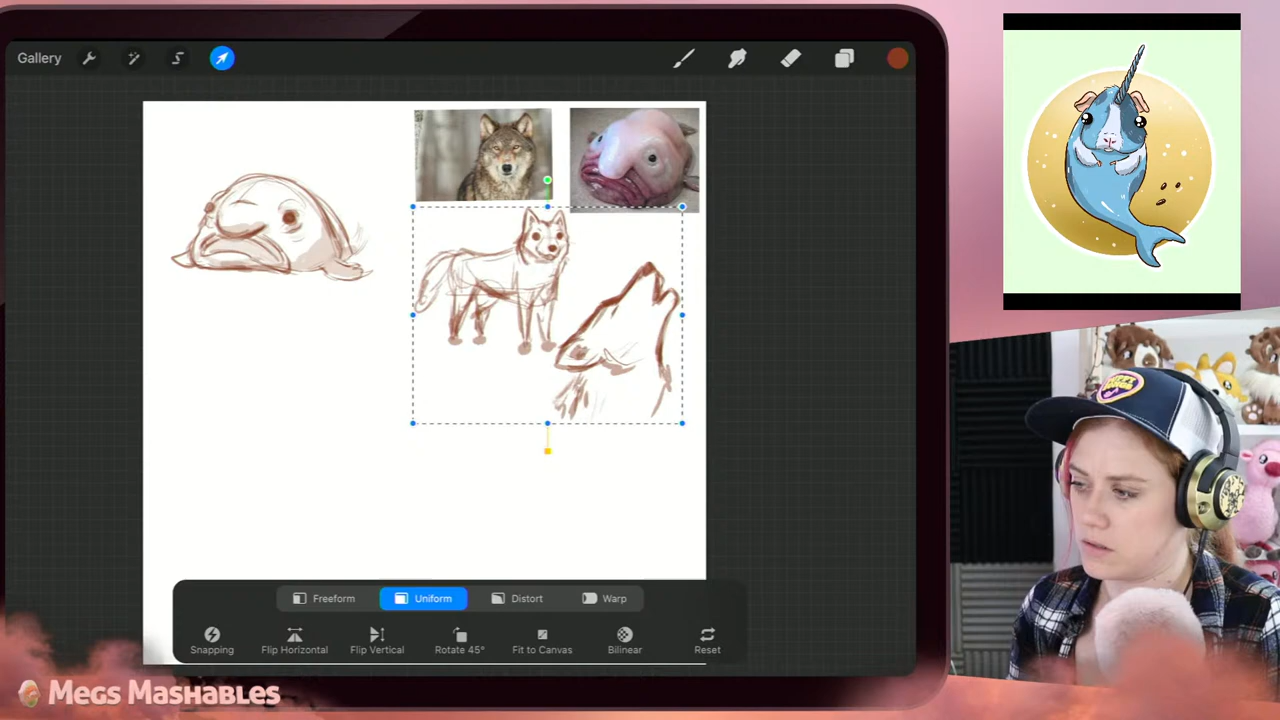 Gallery
Freeform
Uniform
Distort
Warp
Snapping
Flip Horizontal
Flip Vertical
Rotate 45°
Fit to Canvas
Bilinear
Reset
MEGS MASHABLES